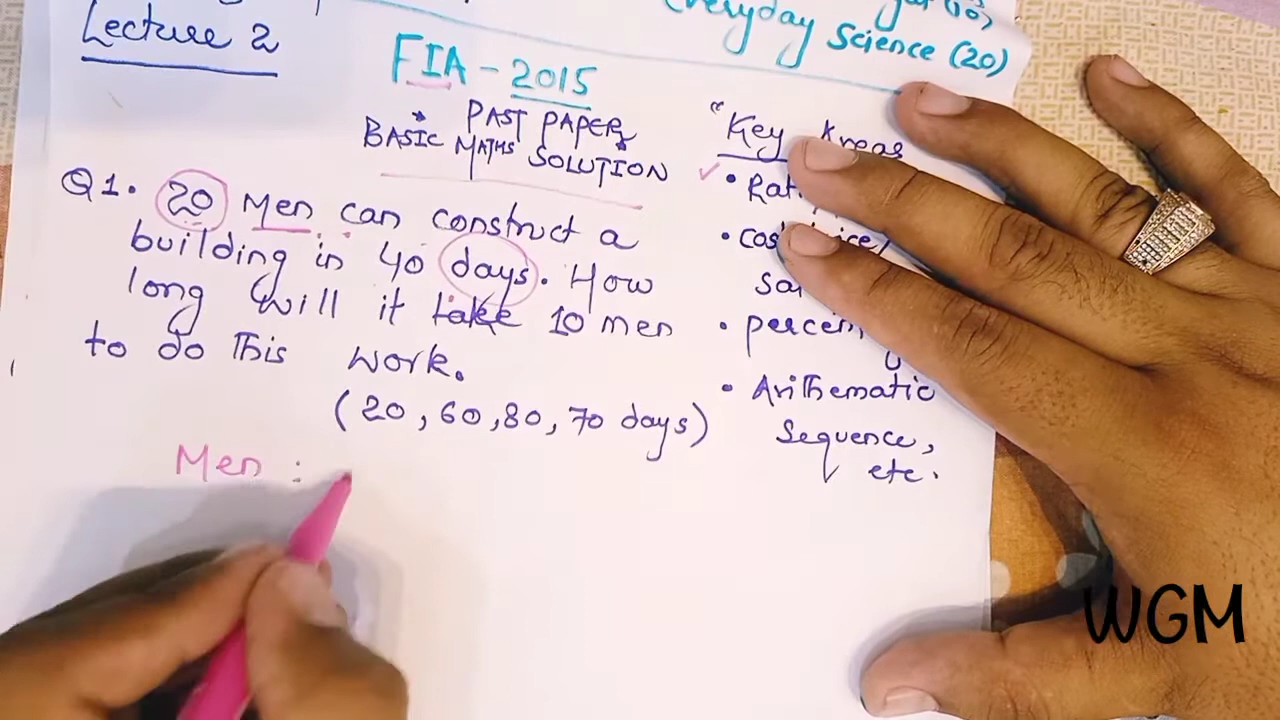 Everyday Science (20)
Lecture 2
FIA - 2015
PAST PAPER
BASIC MATHS SOLUTION
Q1. 20 Men can construct a
building in 40 days. How
long will it take 10 men
to do This work.
(20, 60, 80, 70 days)
Men :
"Key Areas
•
•
• percen
• Arithematic
Sequence,
etc.
WGM